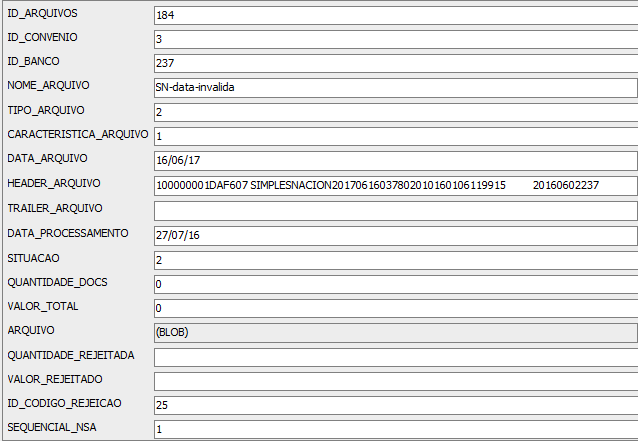 ID_ARQUIVOS 184
ID_CONVENIO 3
ID_BANCO 237
NOME_ARQUIVO SN-data-invalida
TIPO_ARQUIVO 2
CARACTERISTICA_ARQUIVO 1
DATA_ARQUIVO 16/06/17
HEADER_ARQUIVO 100000001DAF607 SIMPLESNACION20170616037802010160106119915 20160602237
TRAILER_ARQUIVO
DATA_PROCESSAMENTO 27/07/16
SITUACAO 2
QUANTIDADE_DOCS 0
VALOR_TOTAL 0
ARQUIVO (BLOB)
QUANTIDADE_REJEITADA
VALOR_REJEITADO
ID_CODIGO_REJEICAO 25
SEQUENCIAL_NSA 1